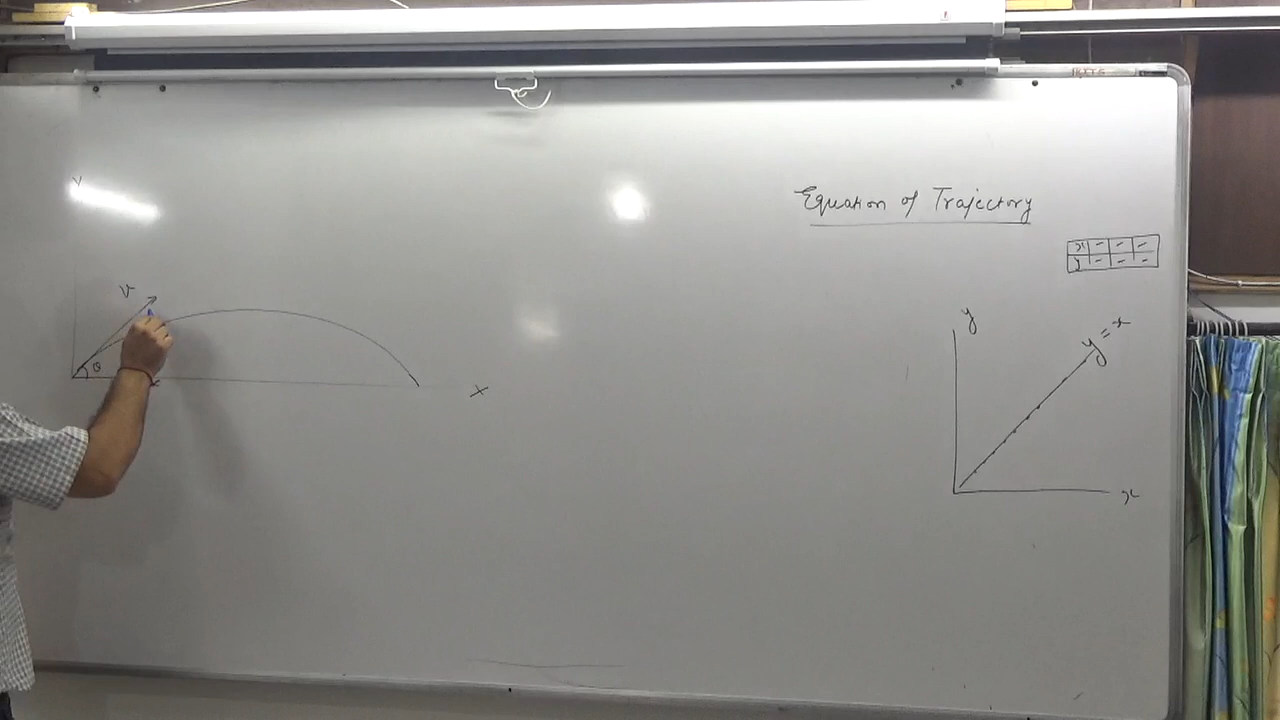 Equation of Trajectory
x - - -
y - - -
y
y = x
x
Y
v
θ
X